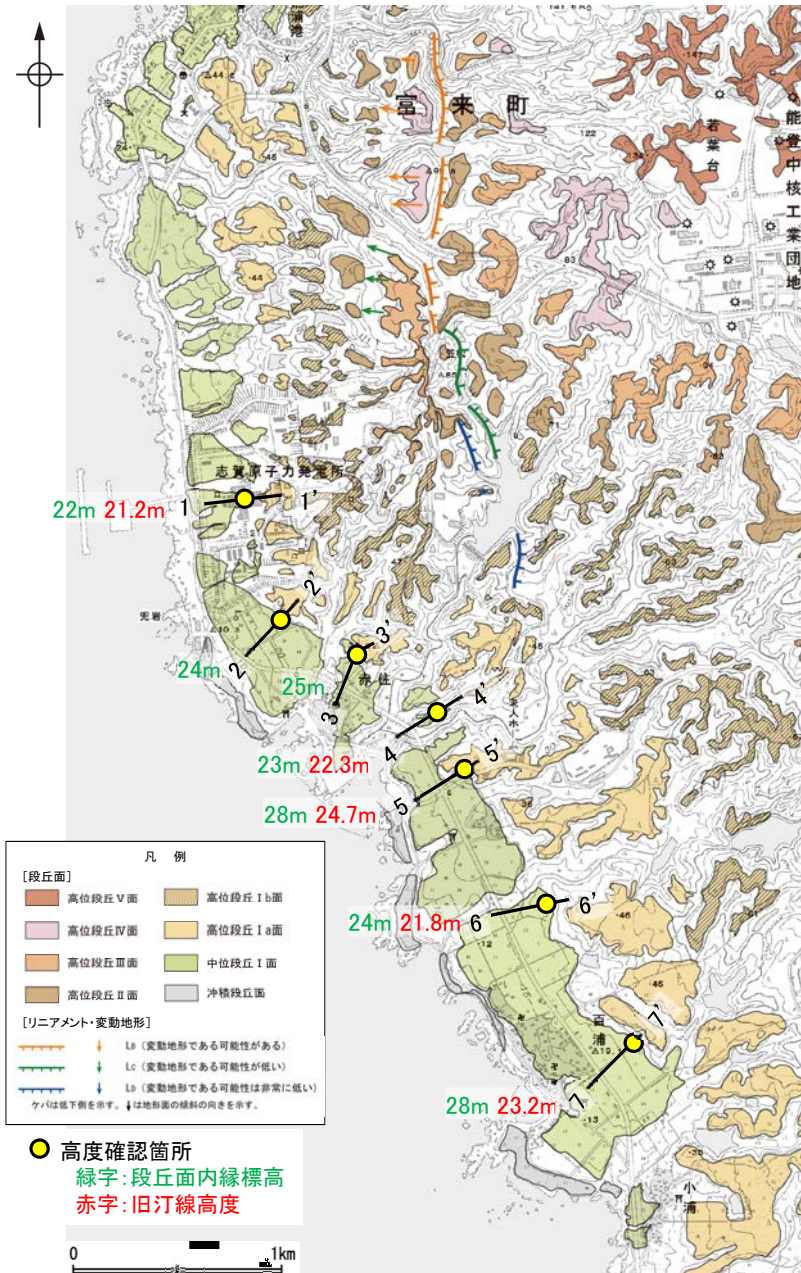 富来町
・147
△44.
122
若葉台
能登中核工業団地
・44
83
志賀原子力発電所
22m 21.2m
1
1'
兜岩
2'
24m
2
3'
25m
赤住
3
4'
4
23m 22.3m
5'
28m 24.7m
5
・46
6'
24m 21.8m
6
-12
・46
7'
百浦
7
28m 23.2m
-13
小浦
凡 例
[段丘面]
高位段丘Ⅴ面
高位段丘Ⅰb面
高位段丘Ⅳ面
高位段丘Ⅰa面
高位段丘Ⅲ面
中位段丘Ⅰ面
高位段丘Ⅱ面
沖積段丘面
[リニアメント・変動地形]
LB (変動地形である可能性がある)
LC (変動地形である可能性が低い)
LD (変動地形である可能性は非常に低い)
ケバは低下側を示す。↓は地形面の傾斜の向きを示す。
高度確認箇所
緑字:段丘面内縁標高
赤字:旧汀線高度
0 1km